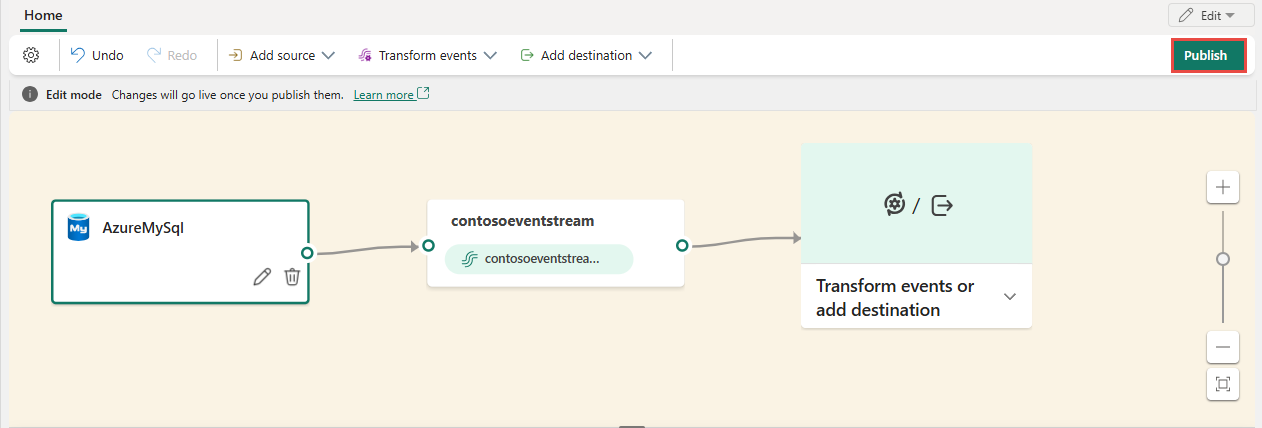 Home
Edit
Undo
Redo
Add source
Transform events
Add destination
Publish
Edit mode Changes will go live once you publish them. Learn more
My
AzureMySql
contosoeventstream
contosoeventstrea...
/
Transform events or
add destination